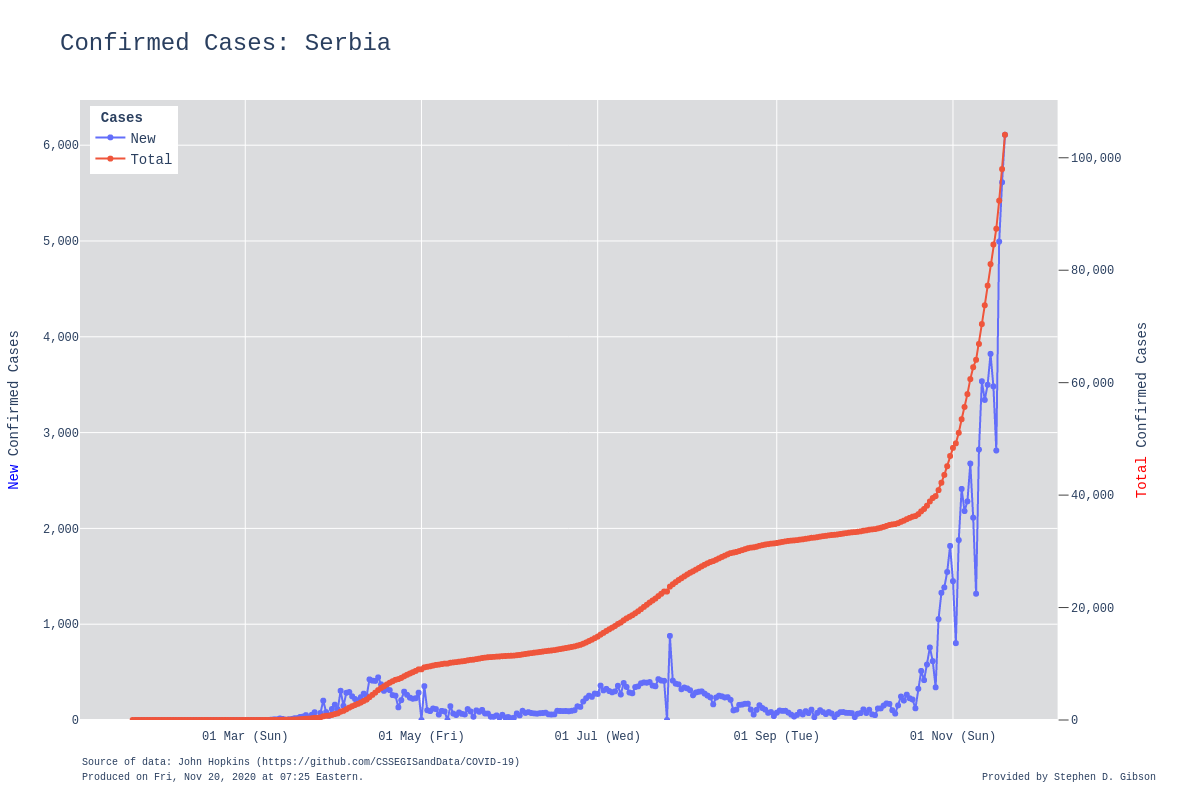 Confirmed Cases: Serbia
Cases
New
Total
6,000
5,000
4,000
3,000
2,000
1,000
0
100,000
80,000
60,000
40,000
20,000
0
New Confirmed Cases
Total Confirmed Cases
01 Mar (Sun)
01 May (Fri)
01 Jul (Wed)
01 Sep (Tue)
01 Nov (Sun)
Source of data: John Hopkins (https://github.com/CSSEGISandData/COVID-19)
Produced on Fri, Nov 20, 2020 at 07:25 Eastern.
Provided by Stephen D. Gibson